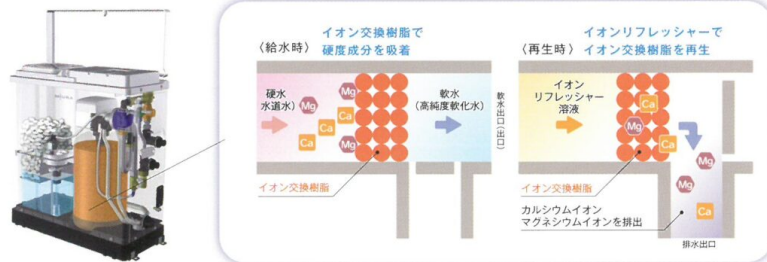 イオン交換樹脂で
〈給水時〉 硬度成分を吸着
硬水
水道水)
Mg
Mg
Mg
Ca
Ca
Ca
軟水
(高純度軟化水)
軟水出口(出口)
イオン交換樹脂
イオンリフレッシャーで
〈再生時〉 イオン交換樹脂を再生
イオン
リフレッシャー
溶液
Ca
Mg
Ca
Mg
Mg
Ca
イオン交換樹脂
カルシウムイオン
マグネシウムイオンを排出
排水出口